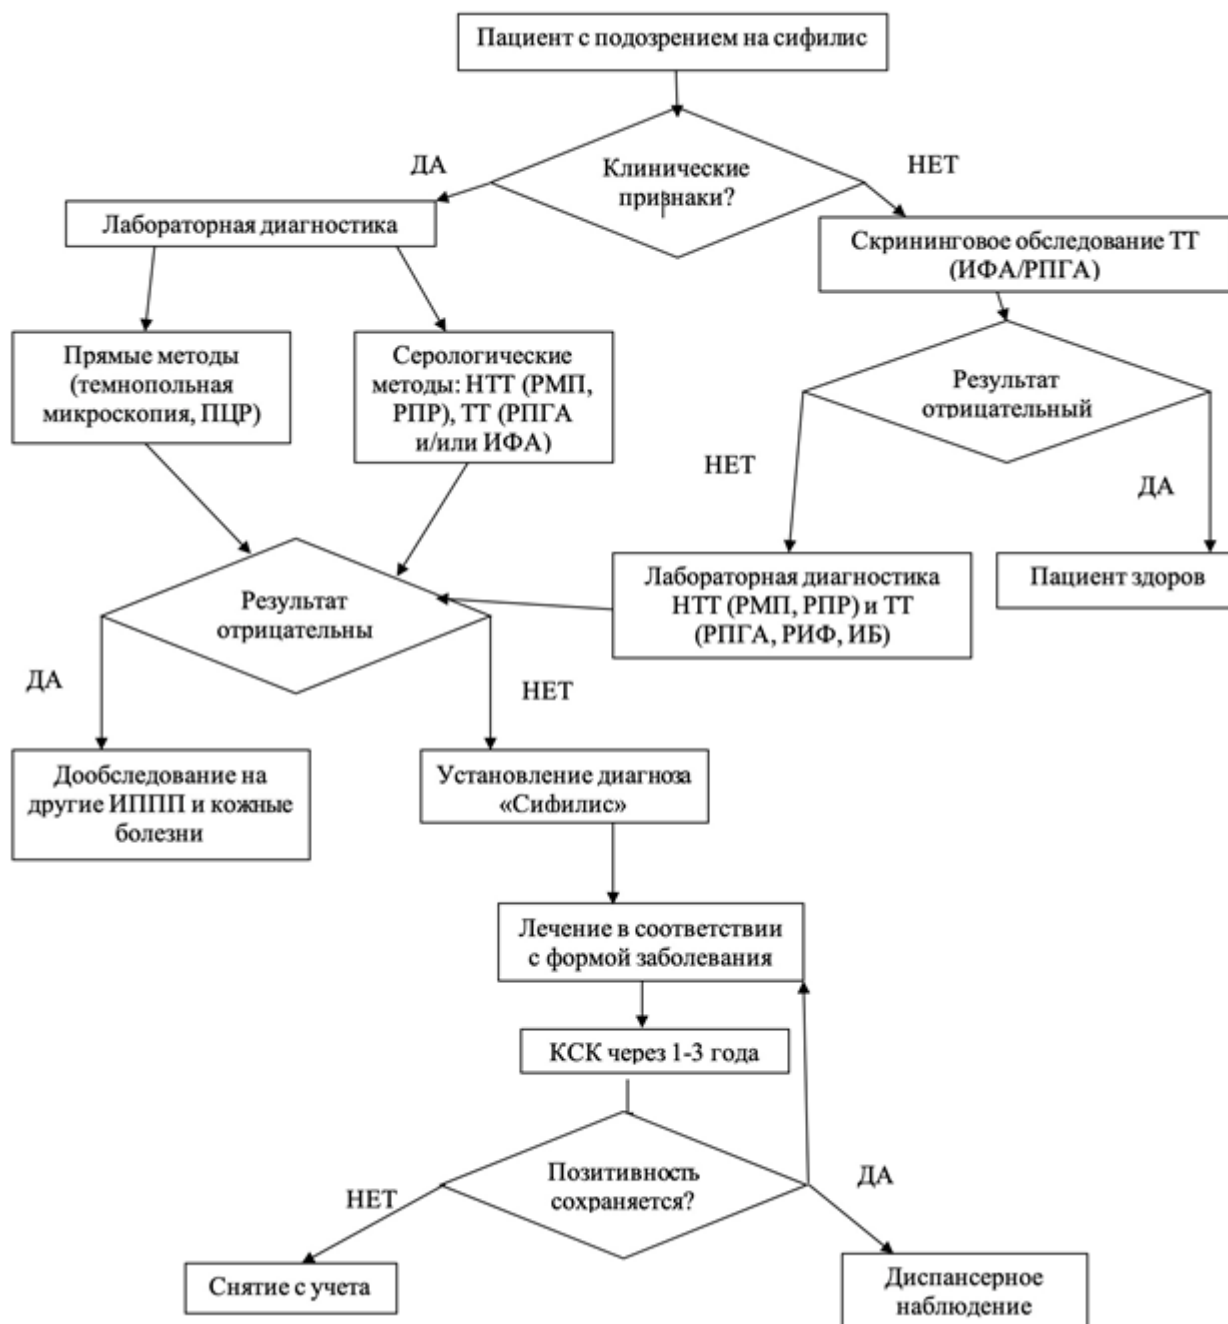 Пациент с подозрением на сифилис
ДА
Клинические
признаки?
НЕТ
Лабораторная диагностика
Скрининговое обследование ТТ
(ИФА/РПГА)
Прямые методы
(темнопольная
микроскопия, ПЦР)
Серологические
методы: НТТ (РМП,
РПР), ТТ (РПГА
и/или ИФА)
Результат
отрицательный
НЕТ
ДА
Лабораторная диагностика
НТТ (РМП, РПР) и ТТ
(РПГА, РИФ, ИБ)
Пациент здоров
Результат
отрицательны
ДА
НЕТ
Дообследование на
другие ИППП и кожные
болезни
Установление диагноза
«Сифилис»
Лечение в соответствии
с формой заболевания
КСК через 1-3 года
Позитивность
сохраняется?
НЕТ
ДА
Снятие с учета
Диспансерное
наблюдение